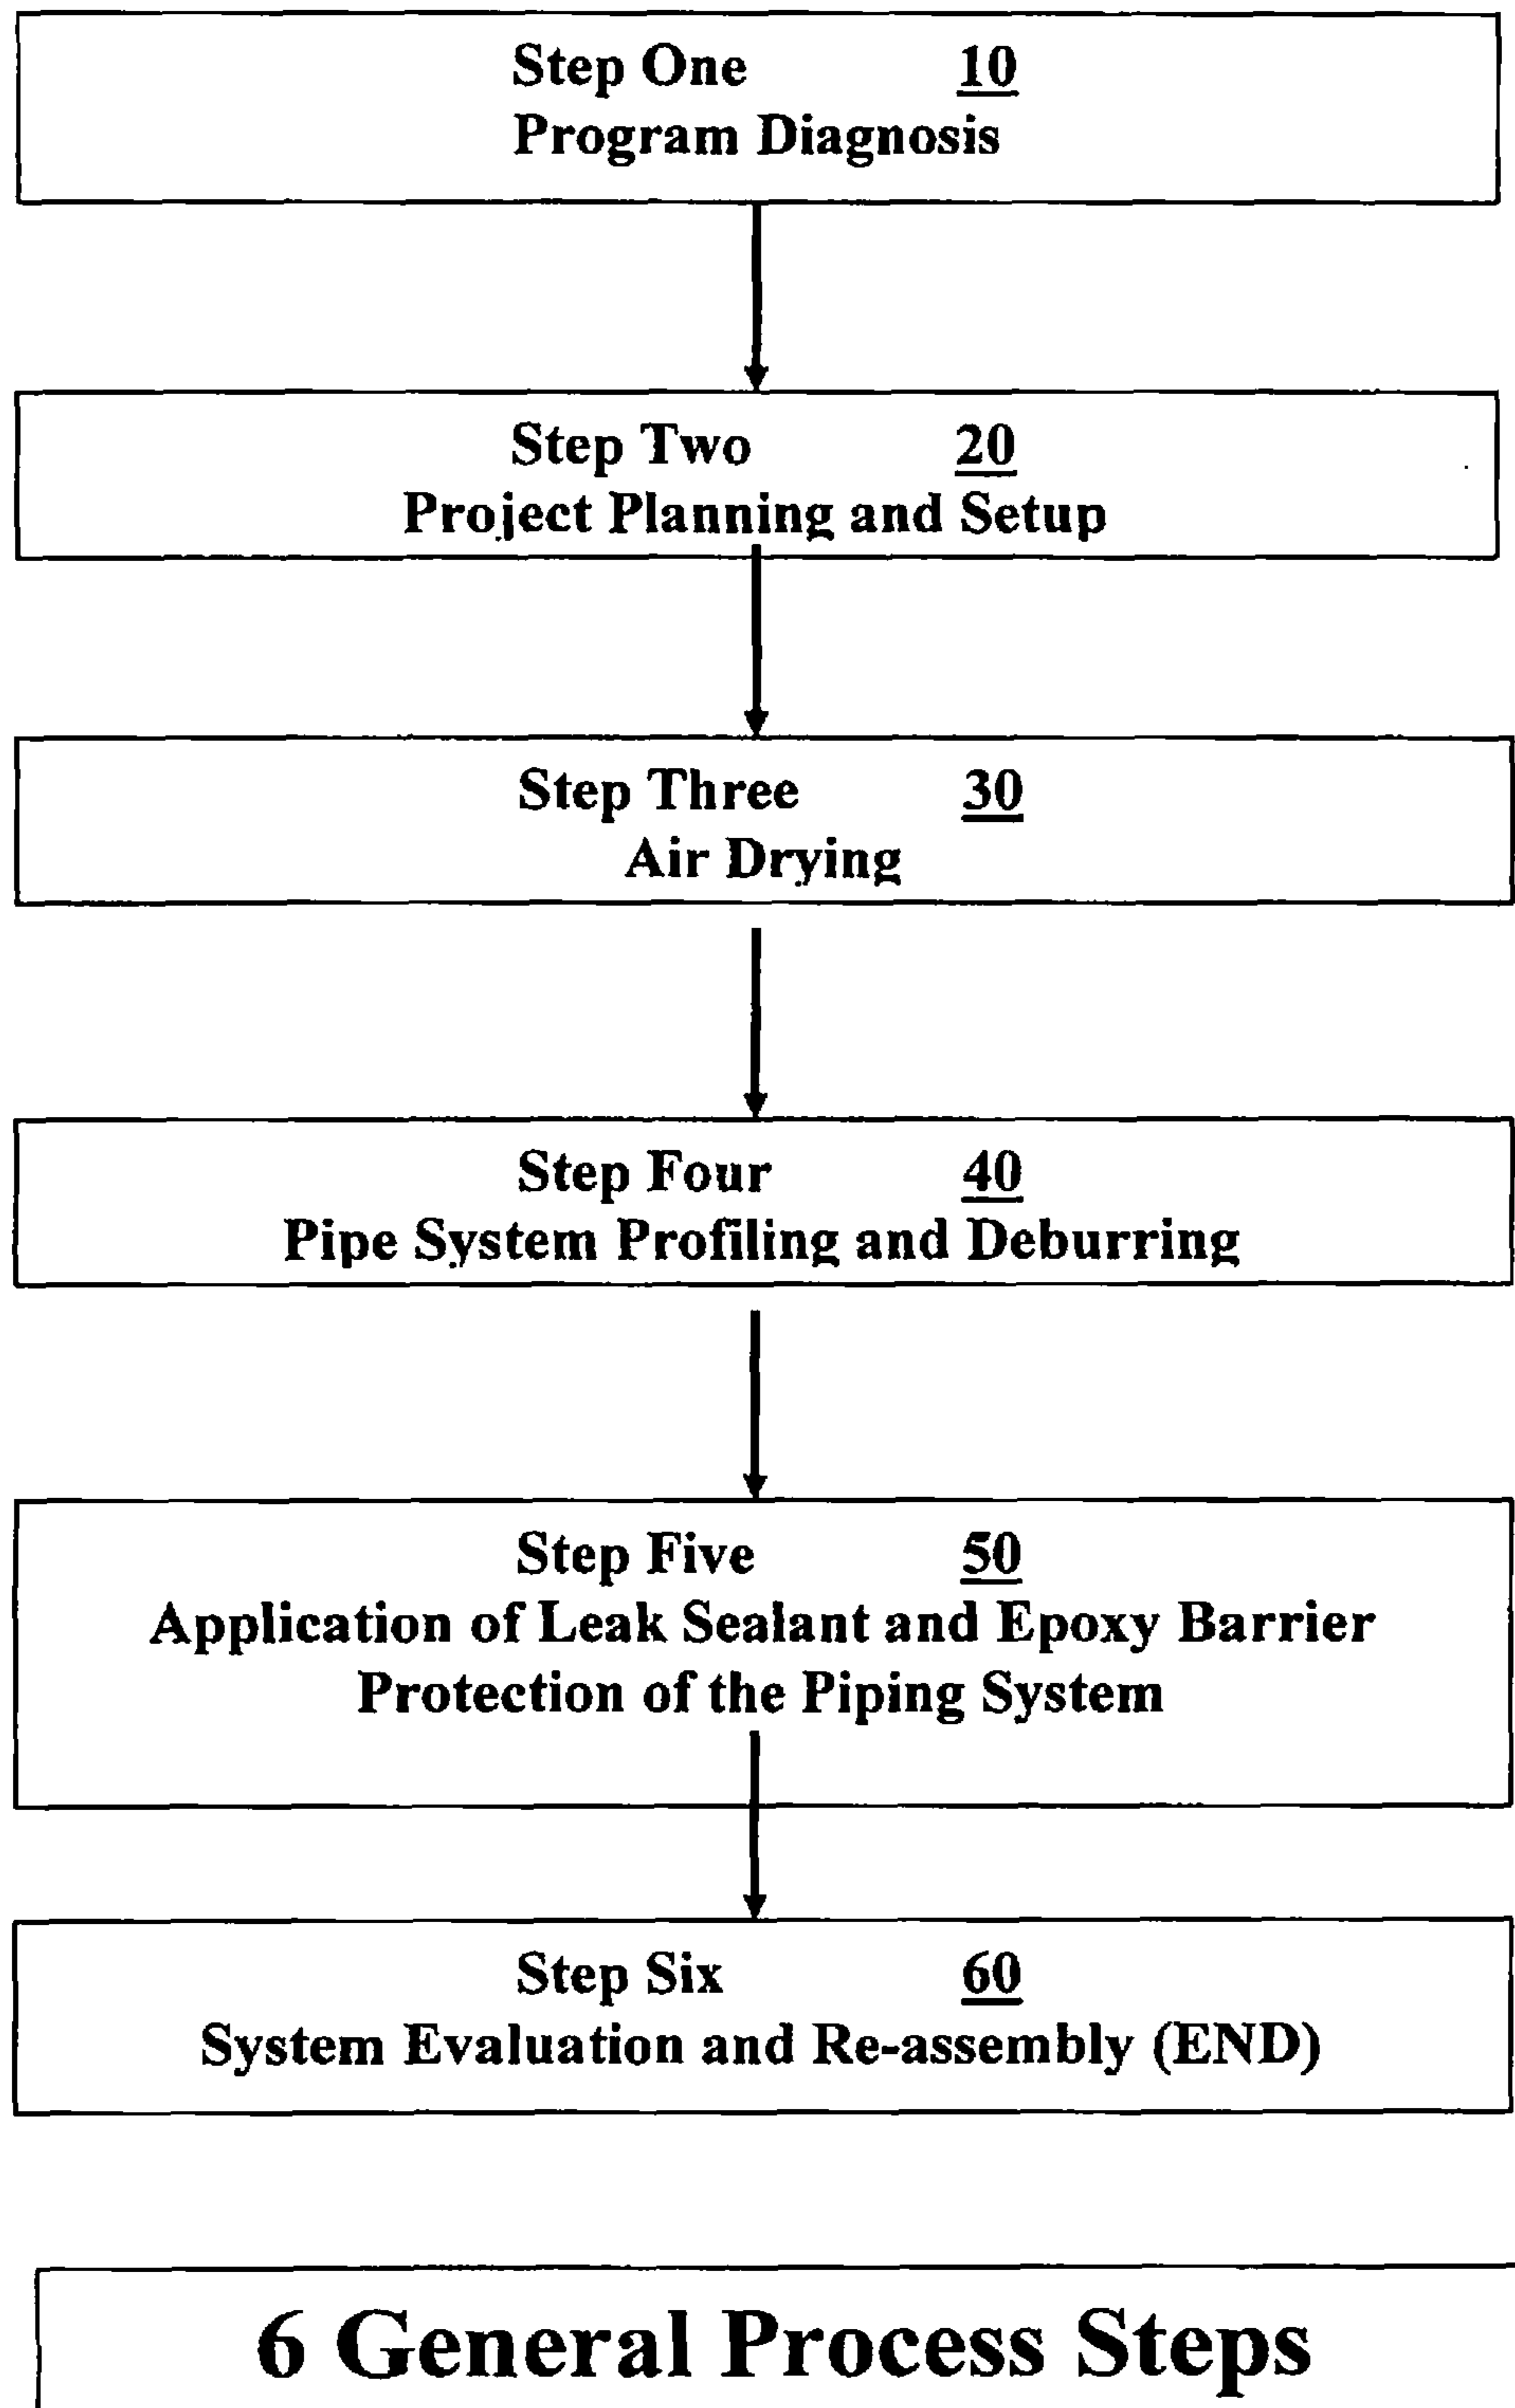 Step One 10
Program Diagnosis
Step Two 20
Project Planning and Setup
Step Three 30
Air Drying
Step Four 40
Pipe System Profiling and Deburring
Step Five 50
Application of Leak Sealant and Epoxy Barrier
Protection of the Piping System
Step Six 60
System Evaluation and Re-assembly (END)
6 General Process Steps